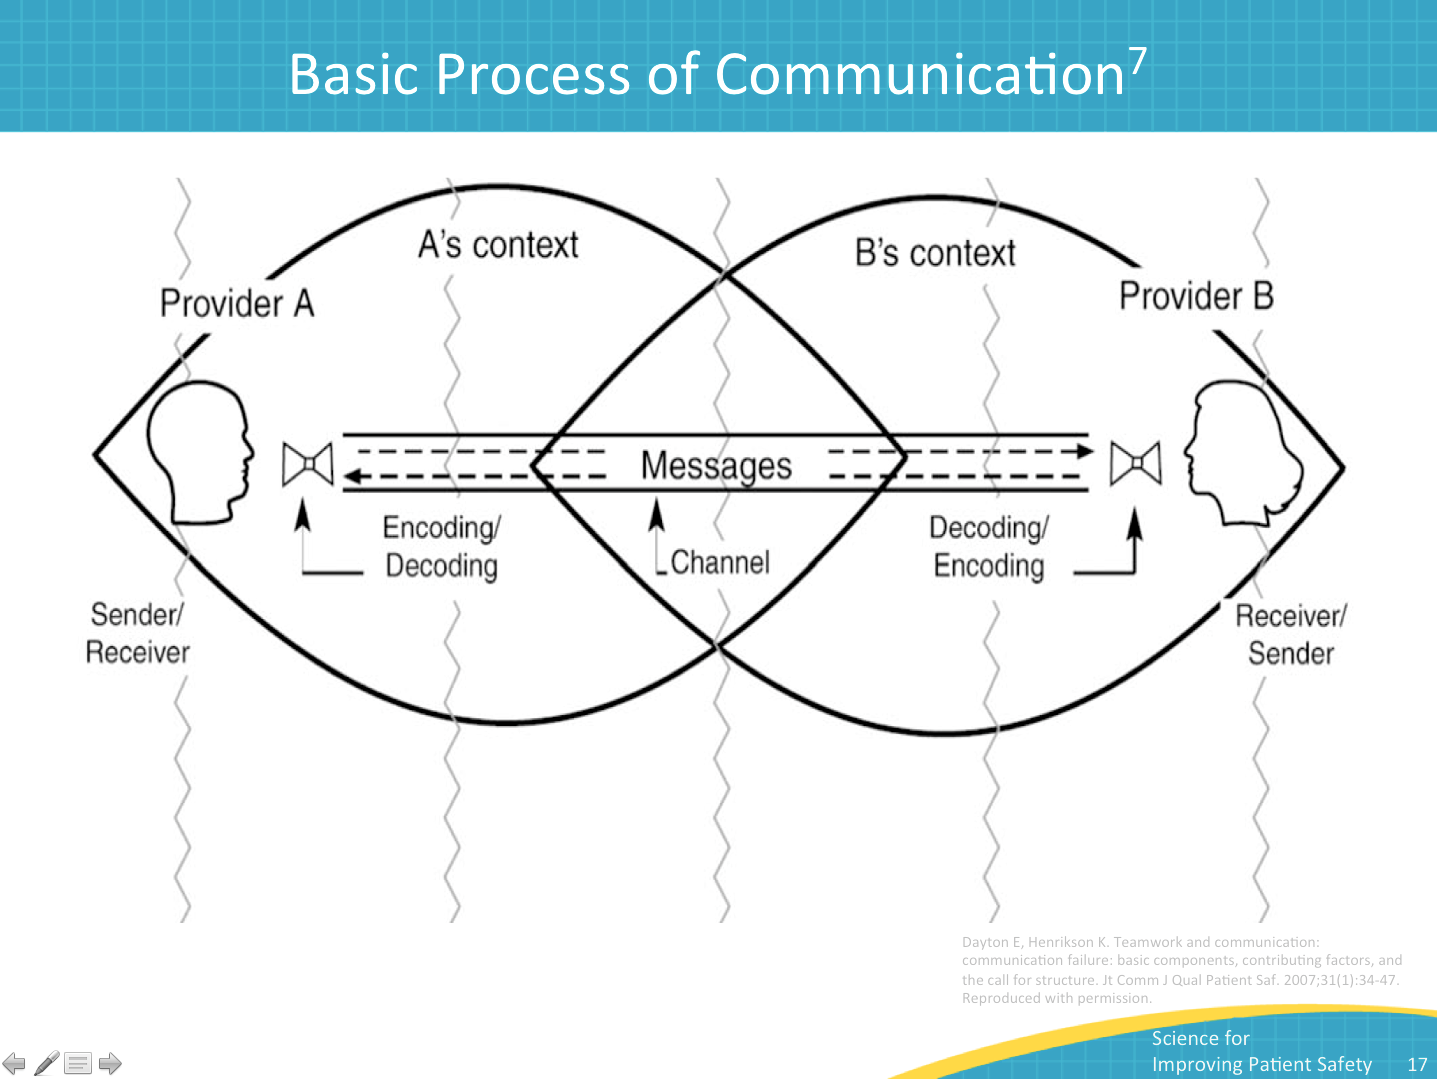 Basic Process of Communication7
A's context
B's context
Provider A
Provider B
Messages
Encoding/
Decoding
Channel
Decoding/
Encoding
Sender/
Receiver
Receiver/
Sender
Dayton E, Henrikson K. Teamwork and communication:
communication failure: basic components, contributing factors, and
the call for structure. Jt Comm J Qual Patient Saf. 2007;31(1):34-47.
Reproduced with permission.
Science for
Improving Patient Safety
17